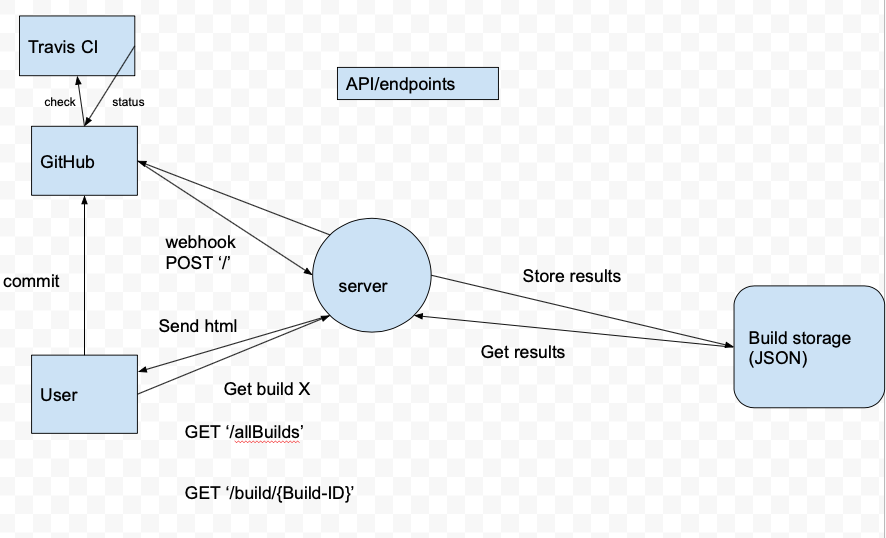 Travis CI
API/endpoints
check
status
GitHub
webhook
POST ‘/’
commit
server
Store results
Send html
Build storage
(JSON)
Get results
User
Get build X
GET ‘/allBuilds’
GET ‘/build/{Build-ID}’